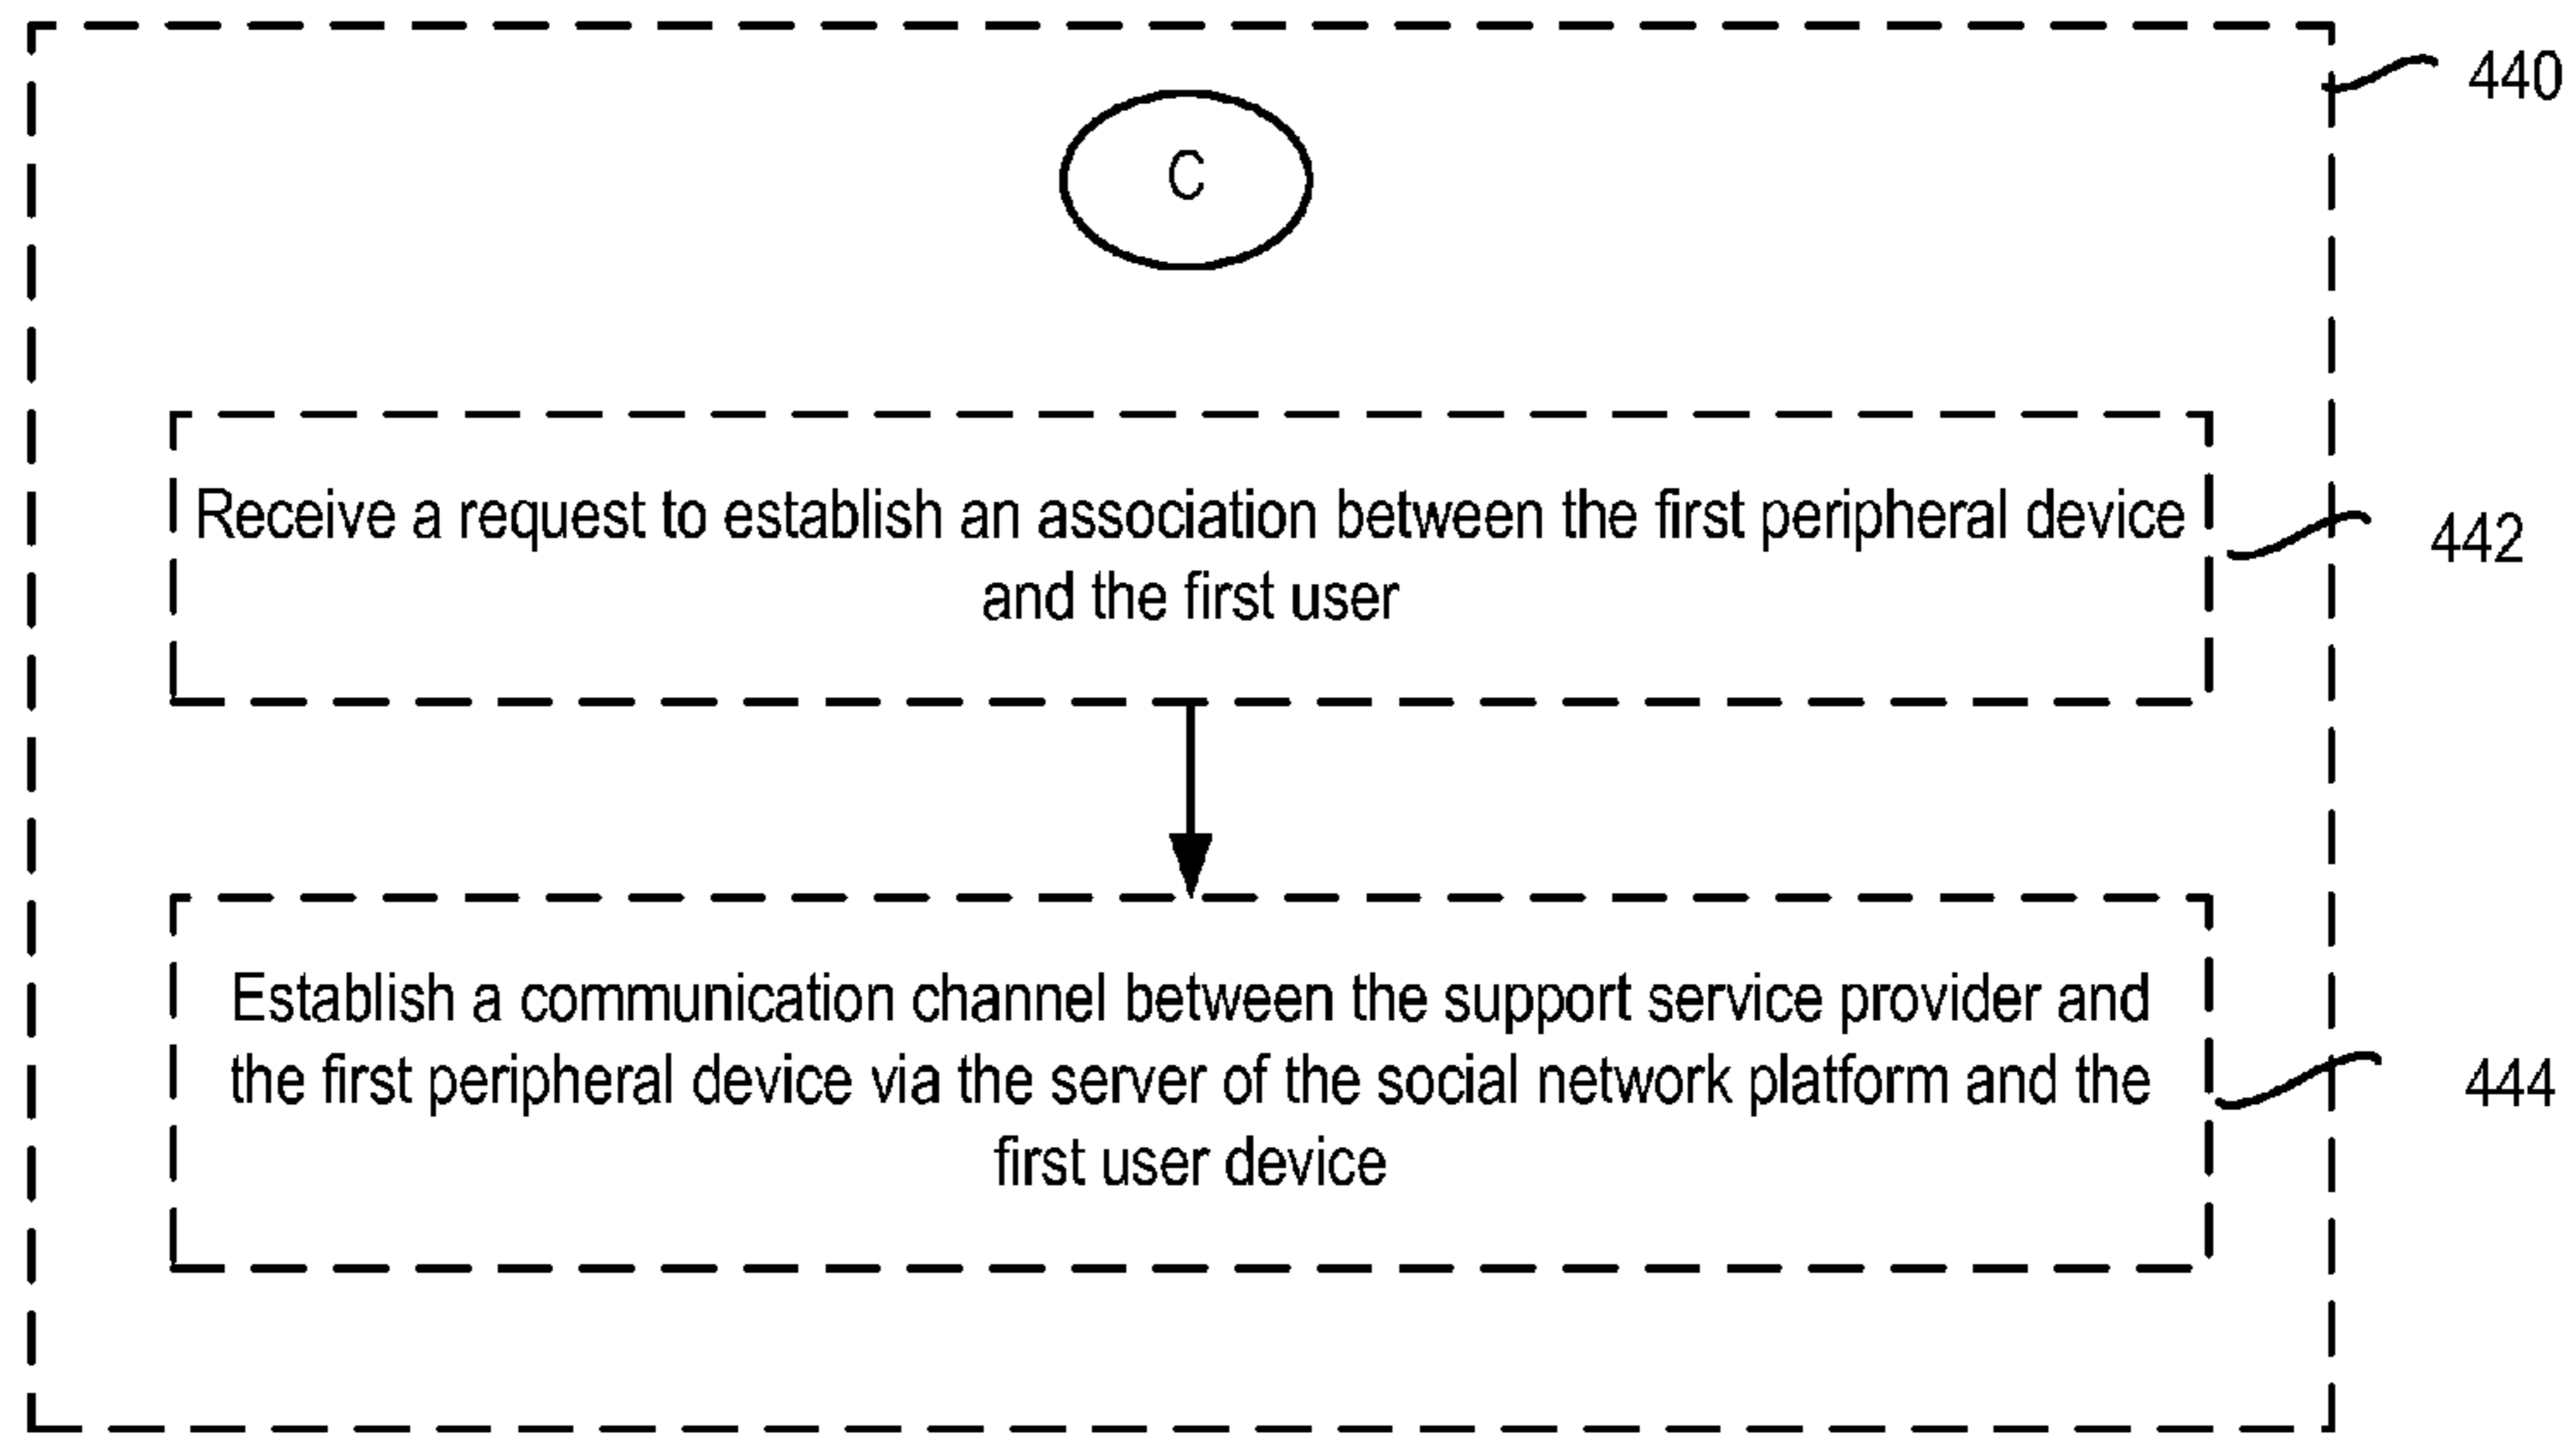 440
C
Receive a request to establish an association between the first peripheral device
and the first user
442
Establish a communication channel between the support service provider and
the first peripheral device via the server of the social network platform and the
first user device
444